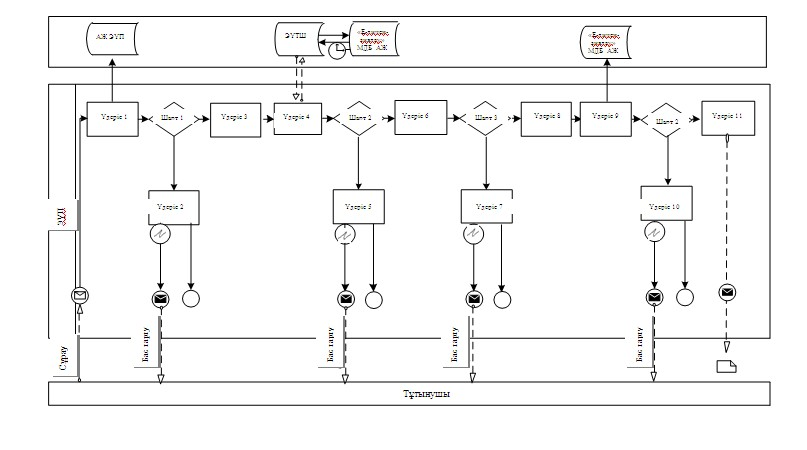 АЖ ЭҮП
ЭҮТШ
МДБ АЖ
МДБ АЖ
Үдеріс 1
Шарт 1
Үдеріс 3
Үдеріс 4
Шарт 2
Үдеріс 6
Шарт 3
Үдеріс 8
Үдеріс 9
Шарт 2
Үдеріс 11
ЭҮП
Үдеріс 2
Үдеріс 5
Үдеріс 7
Үдеріс 10
Сұрау
Бас тарту
Бас тарту
Бас тарту
Бас тарту
Тұтынушы